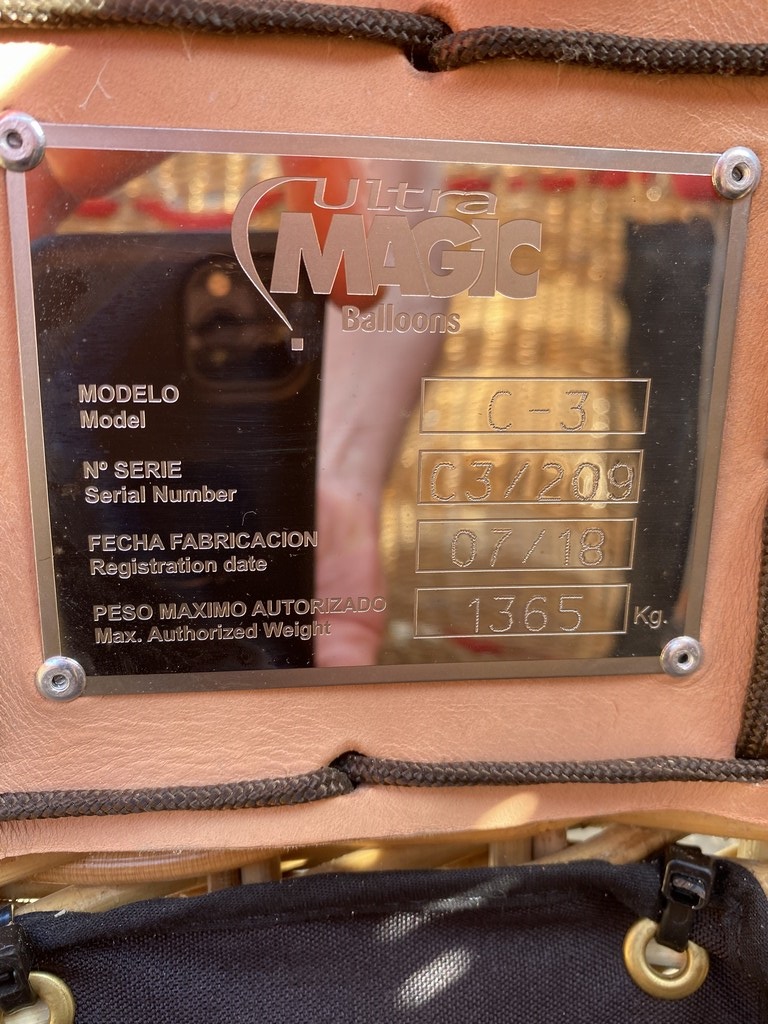 Ultra
MAGIC
Balloons
MODELO
Model
C-3
Nº SERIE
Serial Number
C3/209
FECHA FABRICACION
Registration date
07/18
PESO MAXIMO AUTORIZADO
Max. Authorized Weight
1365 Kg.